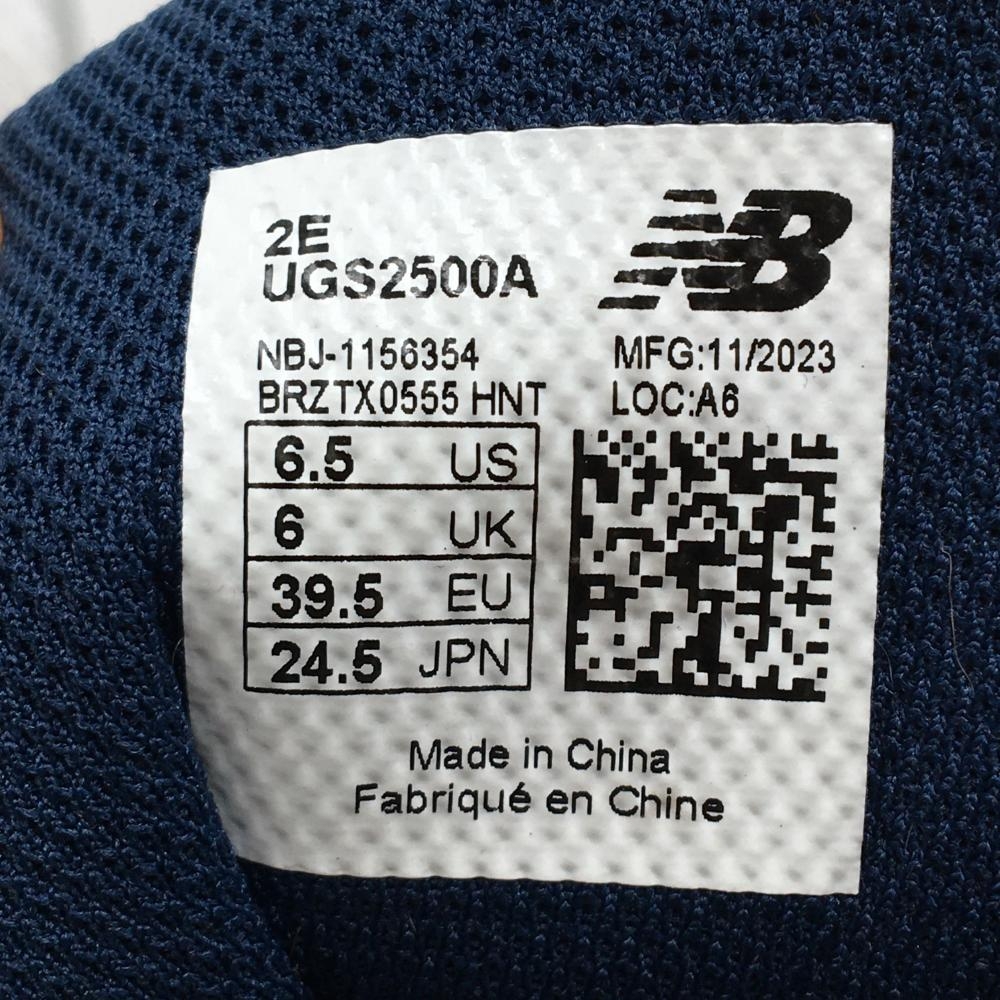 2E
UGS2500A
NB
NBJ-1156354
BRZTX0555 HNT
MFG:11/2023
LOC:A6
6.5 US
6 UK
39.5 EU
24.5 JPN
Made in China
Fabriqué en Chine